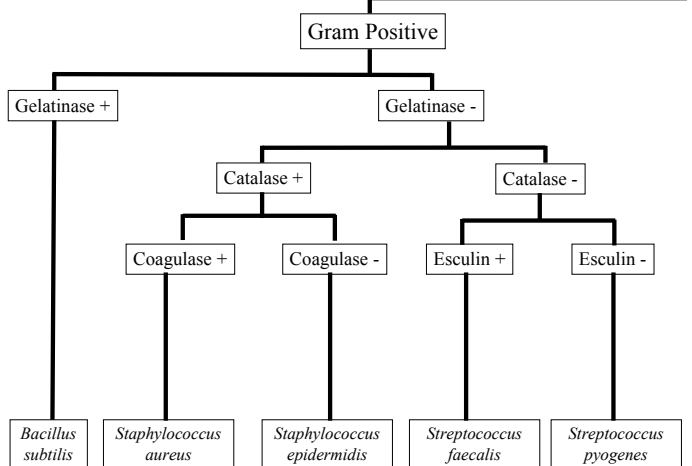 Gram Positive
Gelatinase +
Gelatinase -
Catalase +
Catalase -
Coagulase +
Coagulase -
Esculin +
Esculin -
Bacillus
subtilis
Staphylococcus
aureus
Staphylococcus
epidermidis
Streptococcus
faecalis
Streptococcus
pyogenes